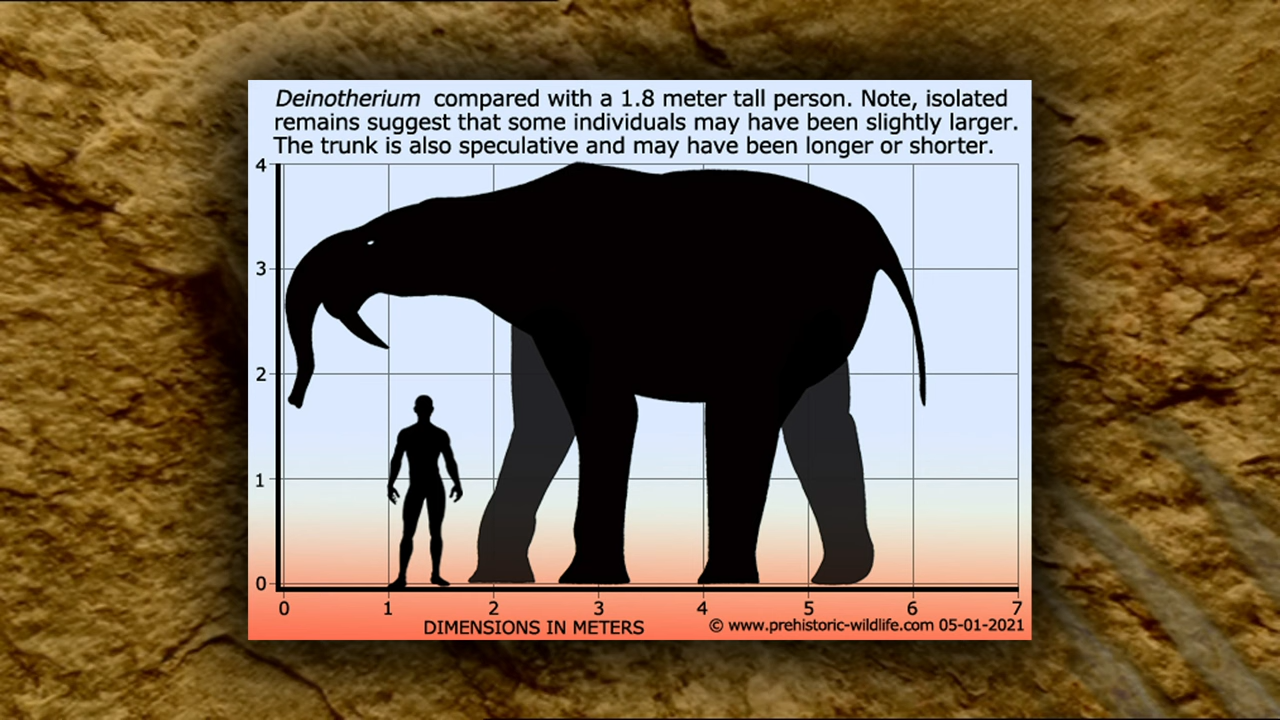 Deinotherium compared with a 1.8 meter tall person. Note, isolated
remains suggest that some individuals may have been slightly larger.
The trunk is also speculative and may have been longer or shorter.
4
3
2
1
0
0 1 2 3 4 5 6 7
DIMENSIONS IN METERS © www.prehistoric-wildlife.com 05-01-2021